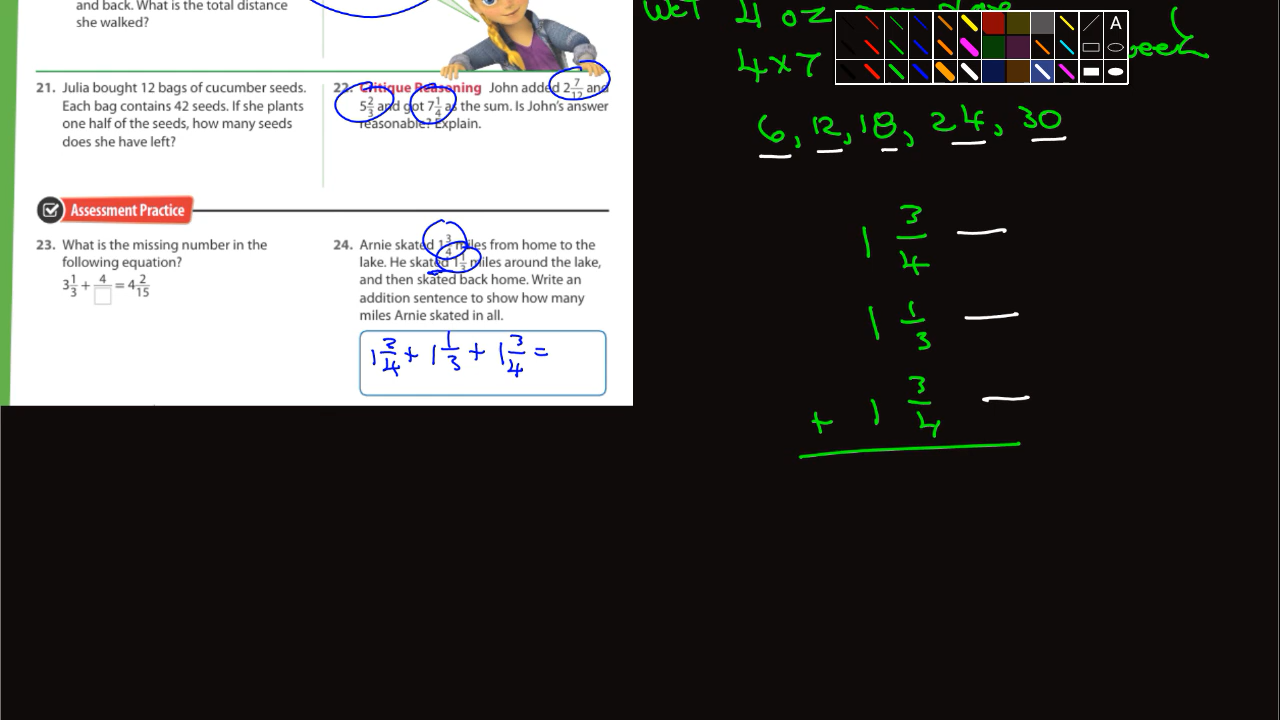 and back. What is the total distance
she walked?
WET 4 oz
4 x 7
A
6, 12, 18, 24, 30
21. Julia bought 12 bags of cucumber seeds.
Each bag contains 42 seeds. If she plants
one half of the seeds, how many seeds
does she have left?
22. Critique Reasoning John added 2 7/12 and
5 2/3 and got 7 1/4 as the sum. Is John's answer
reasonable? Explain.
Assessment Practice
23. What is the missing number in the
following equation?
3 1/3 + 4/□ = 4 2/15
24. Arnie skated 1 3/4 miles from home to the
lake. He skated 1 1/3 miles around the lake,
and then skated back home. Write an
addition sentence to show how many
miles Arnie skated in all.
1 3/4 + 1 1/3 + 1 3/4 =
1 3/4
1 1/3
+ 1 3/4